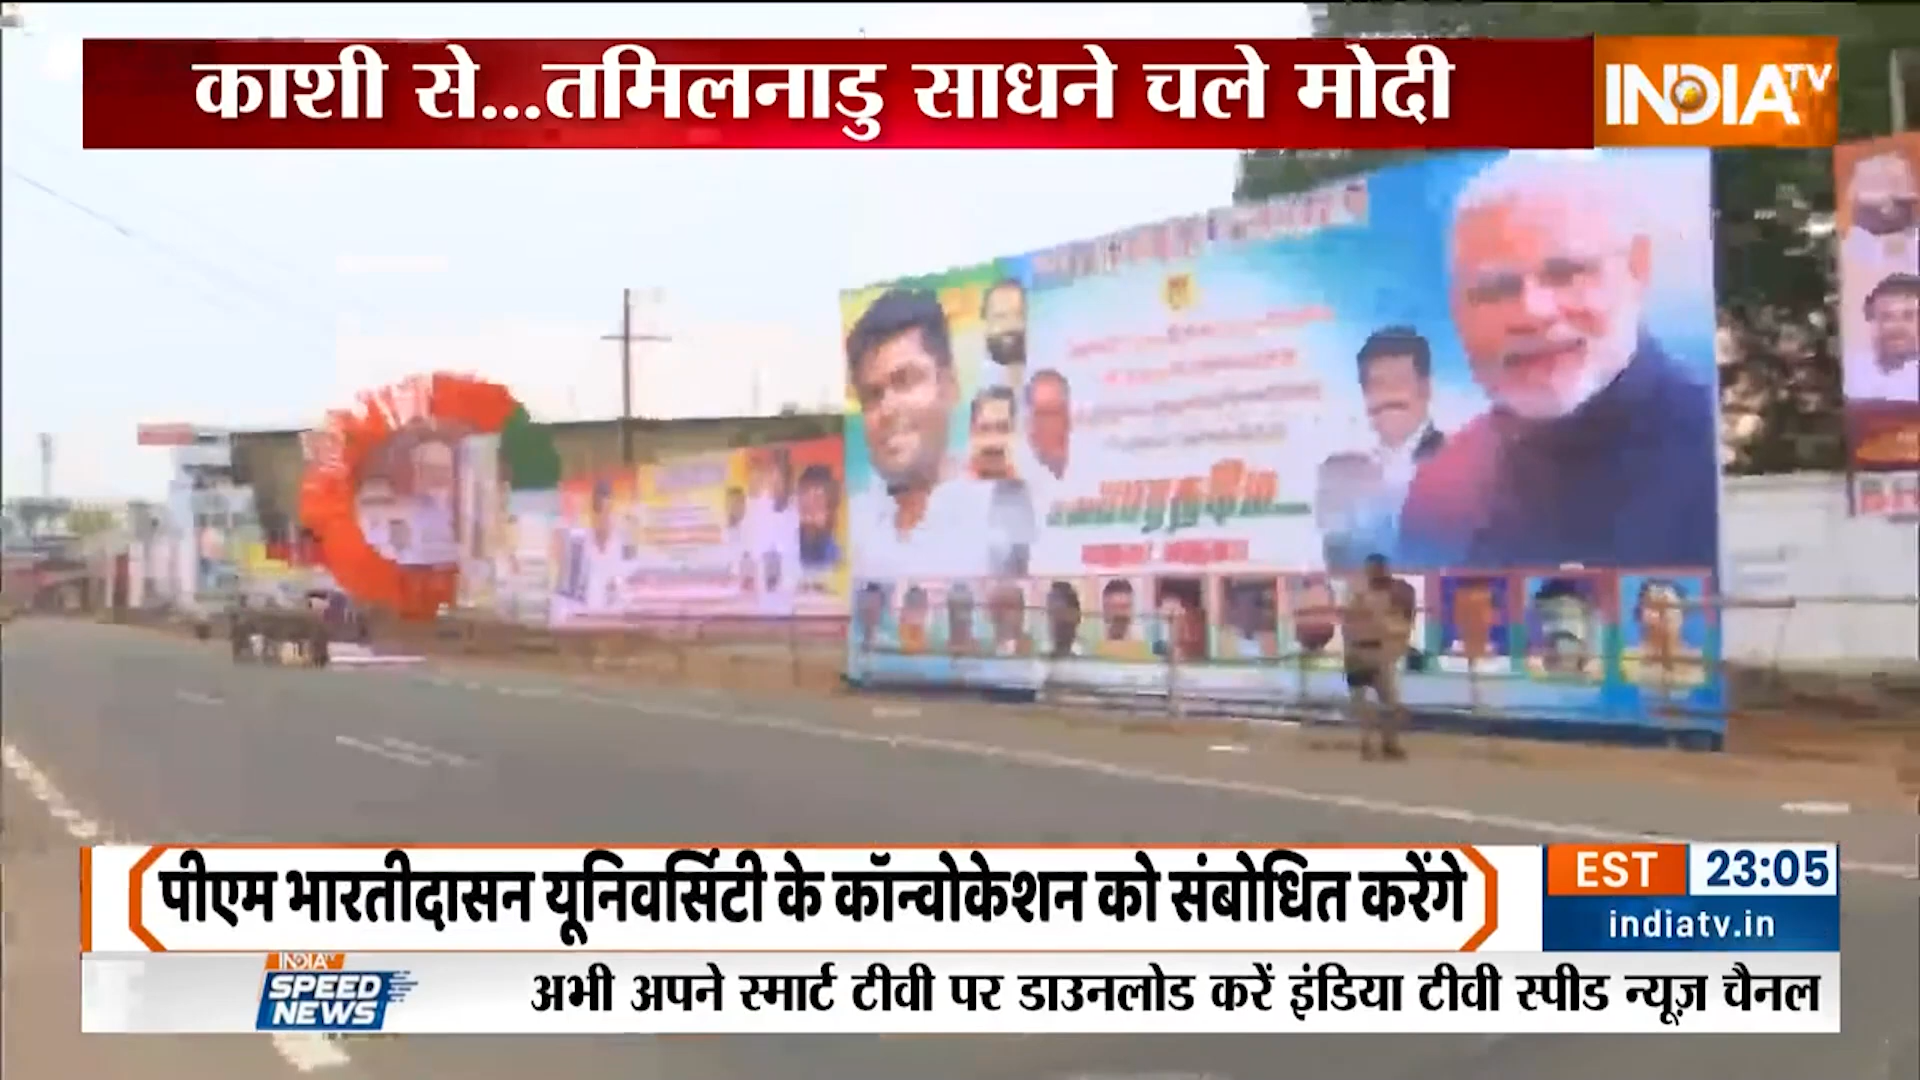 काशी से...तमिलनाडु साधने चले मोदी
INDIA TV
पीएम भारतीदासन यूनिवर्सिटी के कॉन्वोकेशन को संबोधित करेंगे
EST 23:05
indiatv.in
INDIA TV
SPEED
NEWS
अभी अपने स्मार्ट टीवी पर डाउनलोड करें इंडिया टीवी स्पीड न्यूज़ चैनल